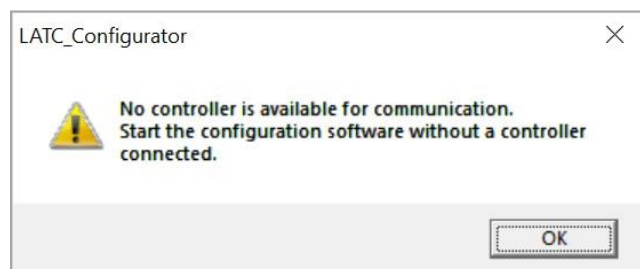 LATC_Configurator
No controller is available for communication.
Start the configuration software without a controller
connected.
OK